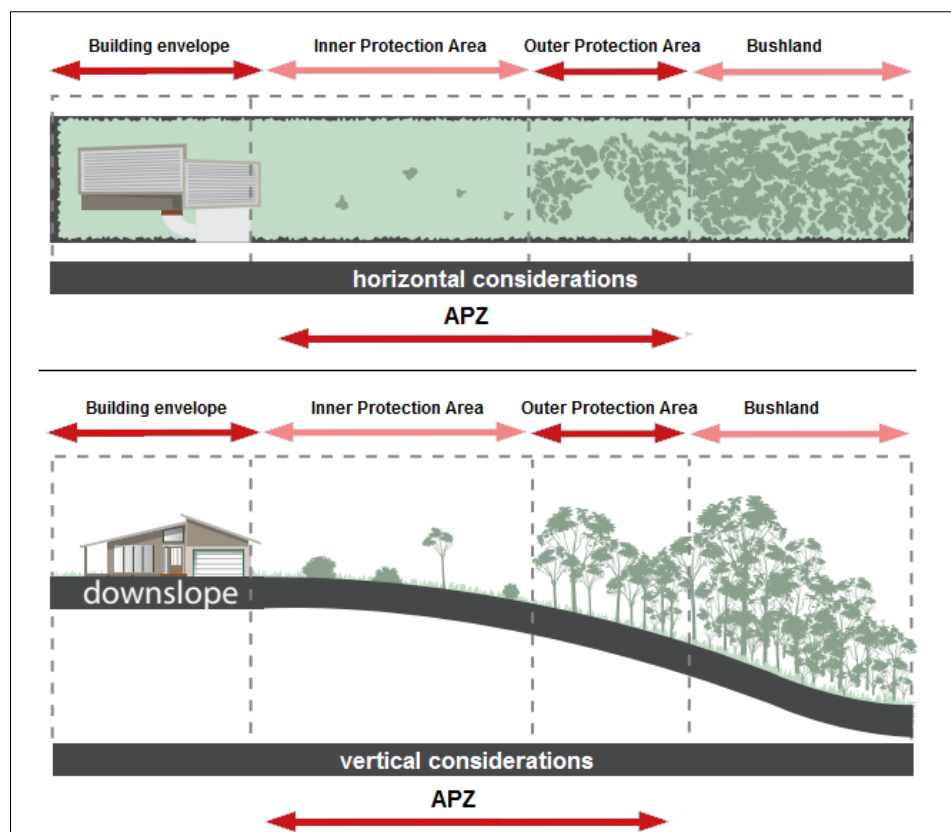 Building envelope Inner Protection Area Outer Protection Area Bushland
horizontal considerations
APZ
Building envelope Inner Protection Area Outer Protection Area Bushland
downslope
vertical considerations
APZ